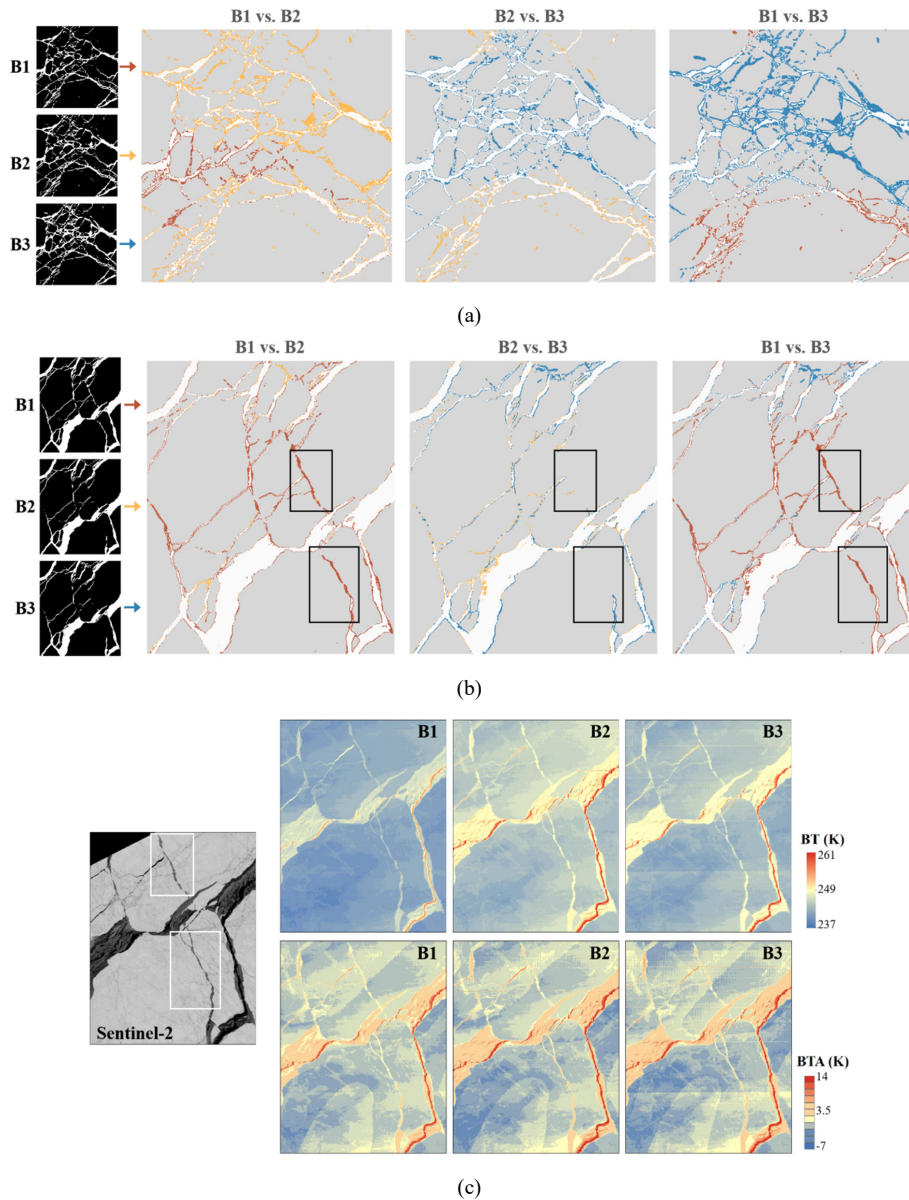 B1 vs. B2 B2 vs. B3 B1 vs. B3
B1
B2
B3
(a)
B1 vs. B2 B2 vs. B3 B1 vs. B3
B1
B2
B3
(b)
B1 B2 B3
BT (K)
261
249
237
Sentinel-2
B1 B2 B3
BTA (K)
14
3.5
-7
(c)